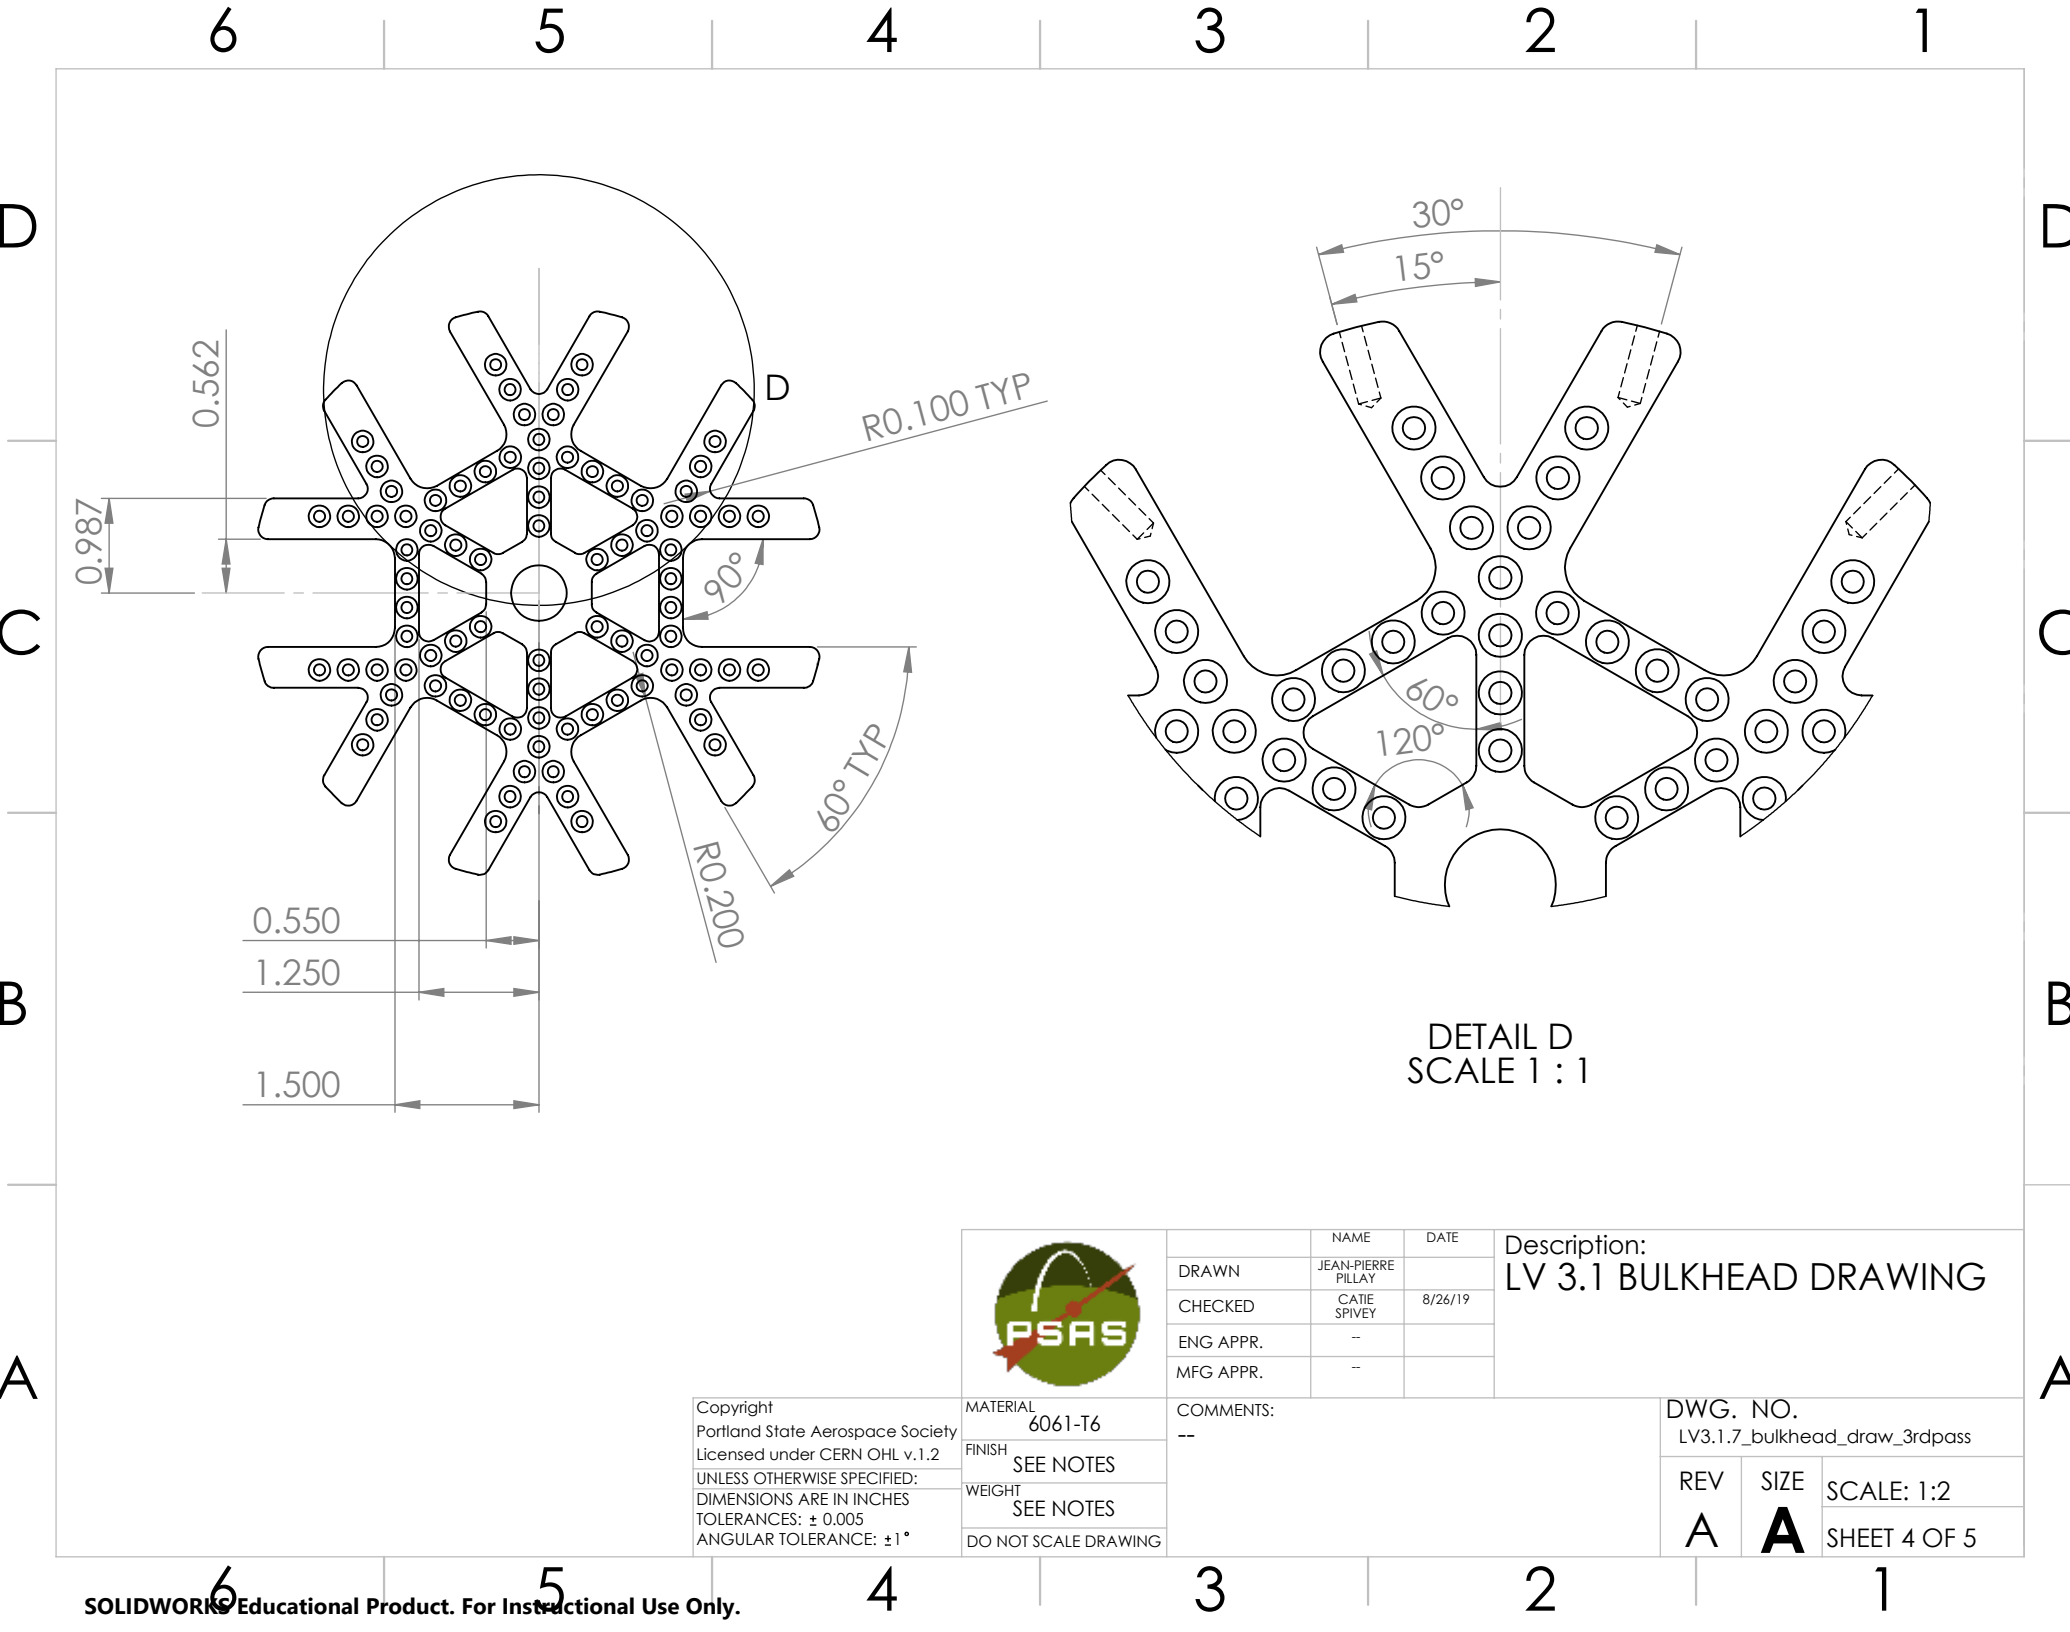 6 5 4 3 2 1
D D
C C
B B
A A
0.562
0.987
D
R0.100 TYP
90°
60° TYP
R0.200
0.550
1.250
1.500
30°
15°
60°
120°
DETAIL D
SCALE 1 : 1
PSAS
NAME DATE
DRAWN JEAN-PIERRE
PILLAY
CHECKED CATIE
SPIVEY 8/26/19
ENG APPR. --
MFG APPR. --
Description:
LV 3.1 BULKHEAD DRAWING
Copyright
Portland State Aerospace Society
Licensed under CERN OHL v.1.2
UNLESS OTHERWISE SPECIFIED:
DIMENSIONS ARE IN INCHES
TOLERANCES: ± 0.005
ANGULAR TOLERANCE: ±1°
MATERIAL
6061-T6
FINISH
SEE NOTES
WEIGHT
SEE NOTES
DO NOT SCALE DRAWING
COMMENTS:
--
DWG. NO.
LV3.1.7_bulkhead_draw_3rdpass
REV
A
SIZE
A
SCALE: 1:2
SHEET 4 OF 5
6 5 4 3 2 1
SOLIDWORKS Educational Product. For Instructional Use Only.